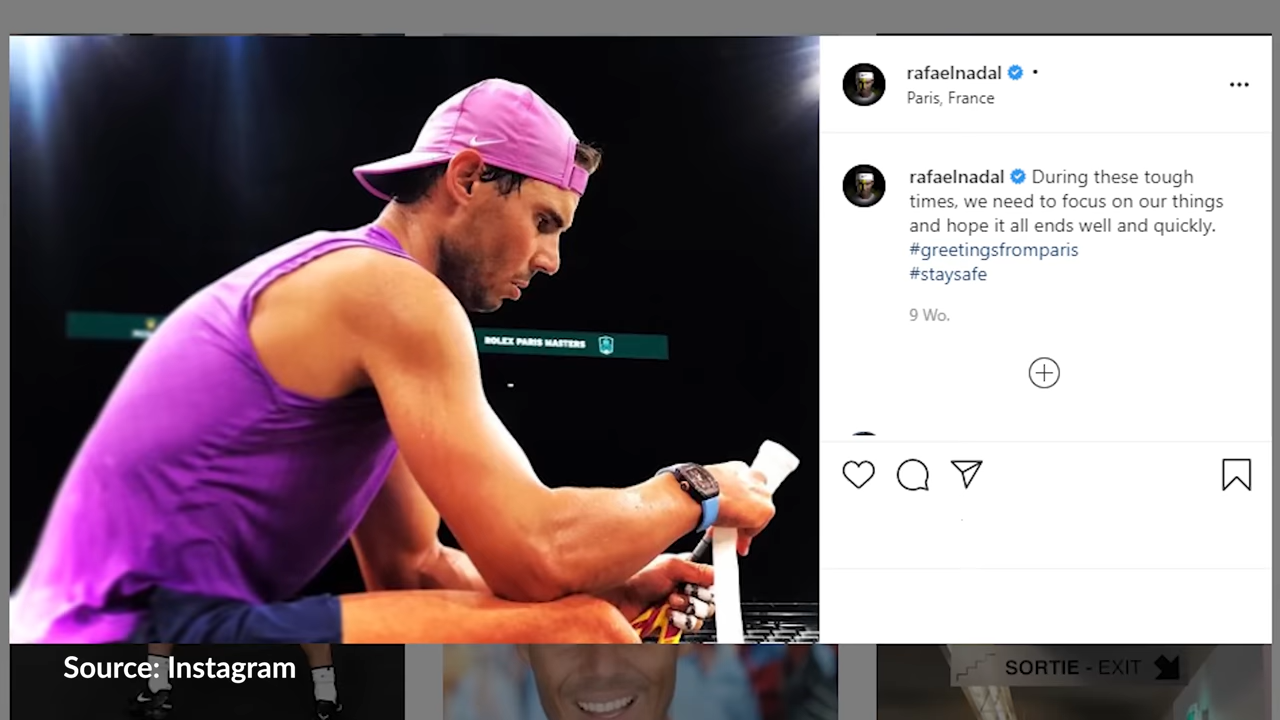 rafaelnadal •
Paris, France
rafaelnadal During these tough
times, we need to focus on our things
and hope it all ends well and quickly.
#greetingsfromparis
#staysafe
9 Wo.
ROLEX PARIS MASTERS
Source: Instagram
SORTIE - EXIT